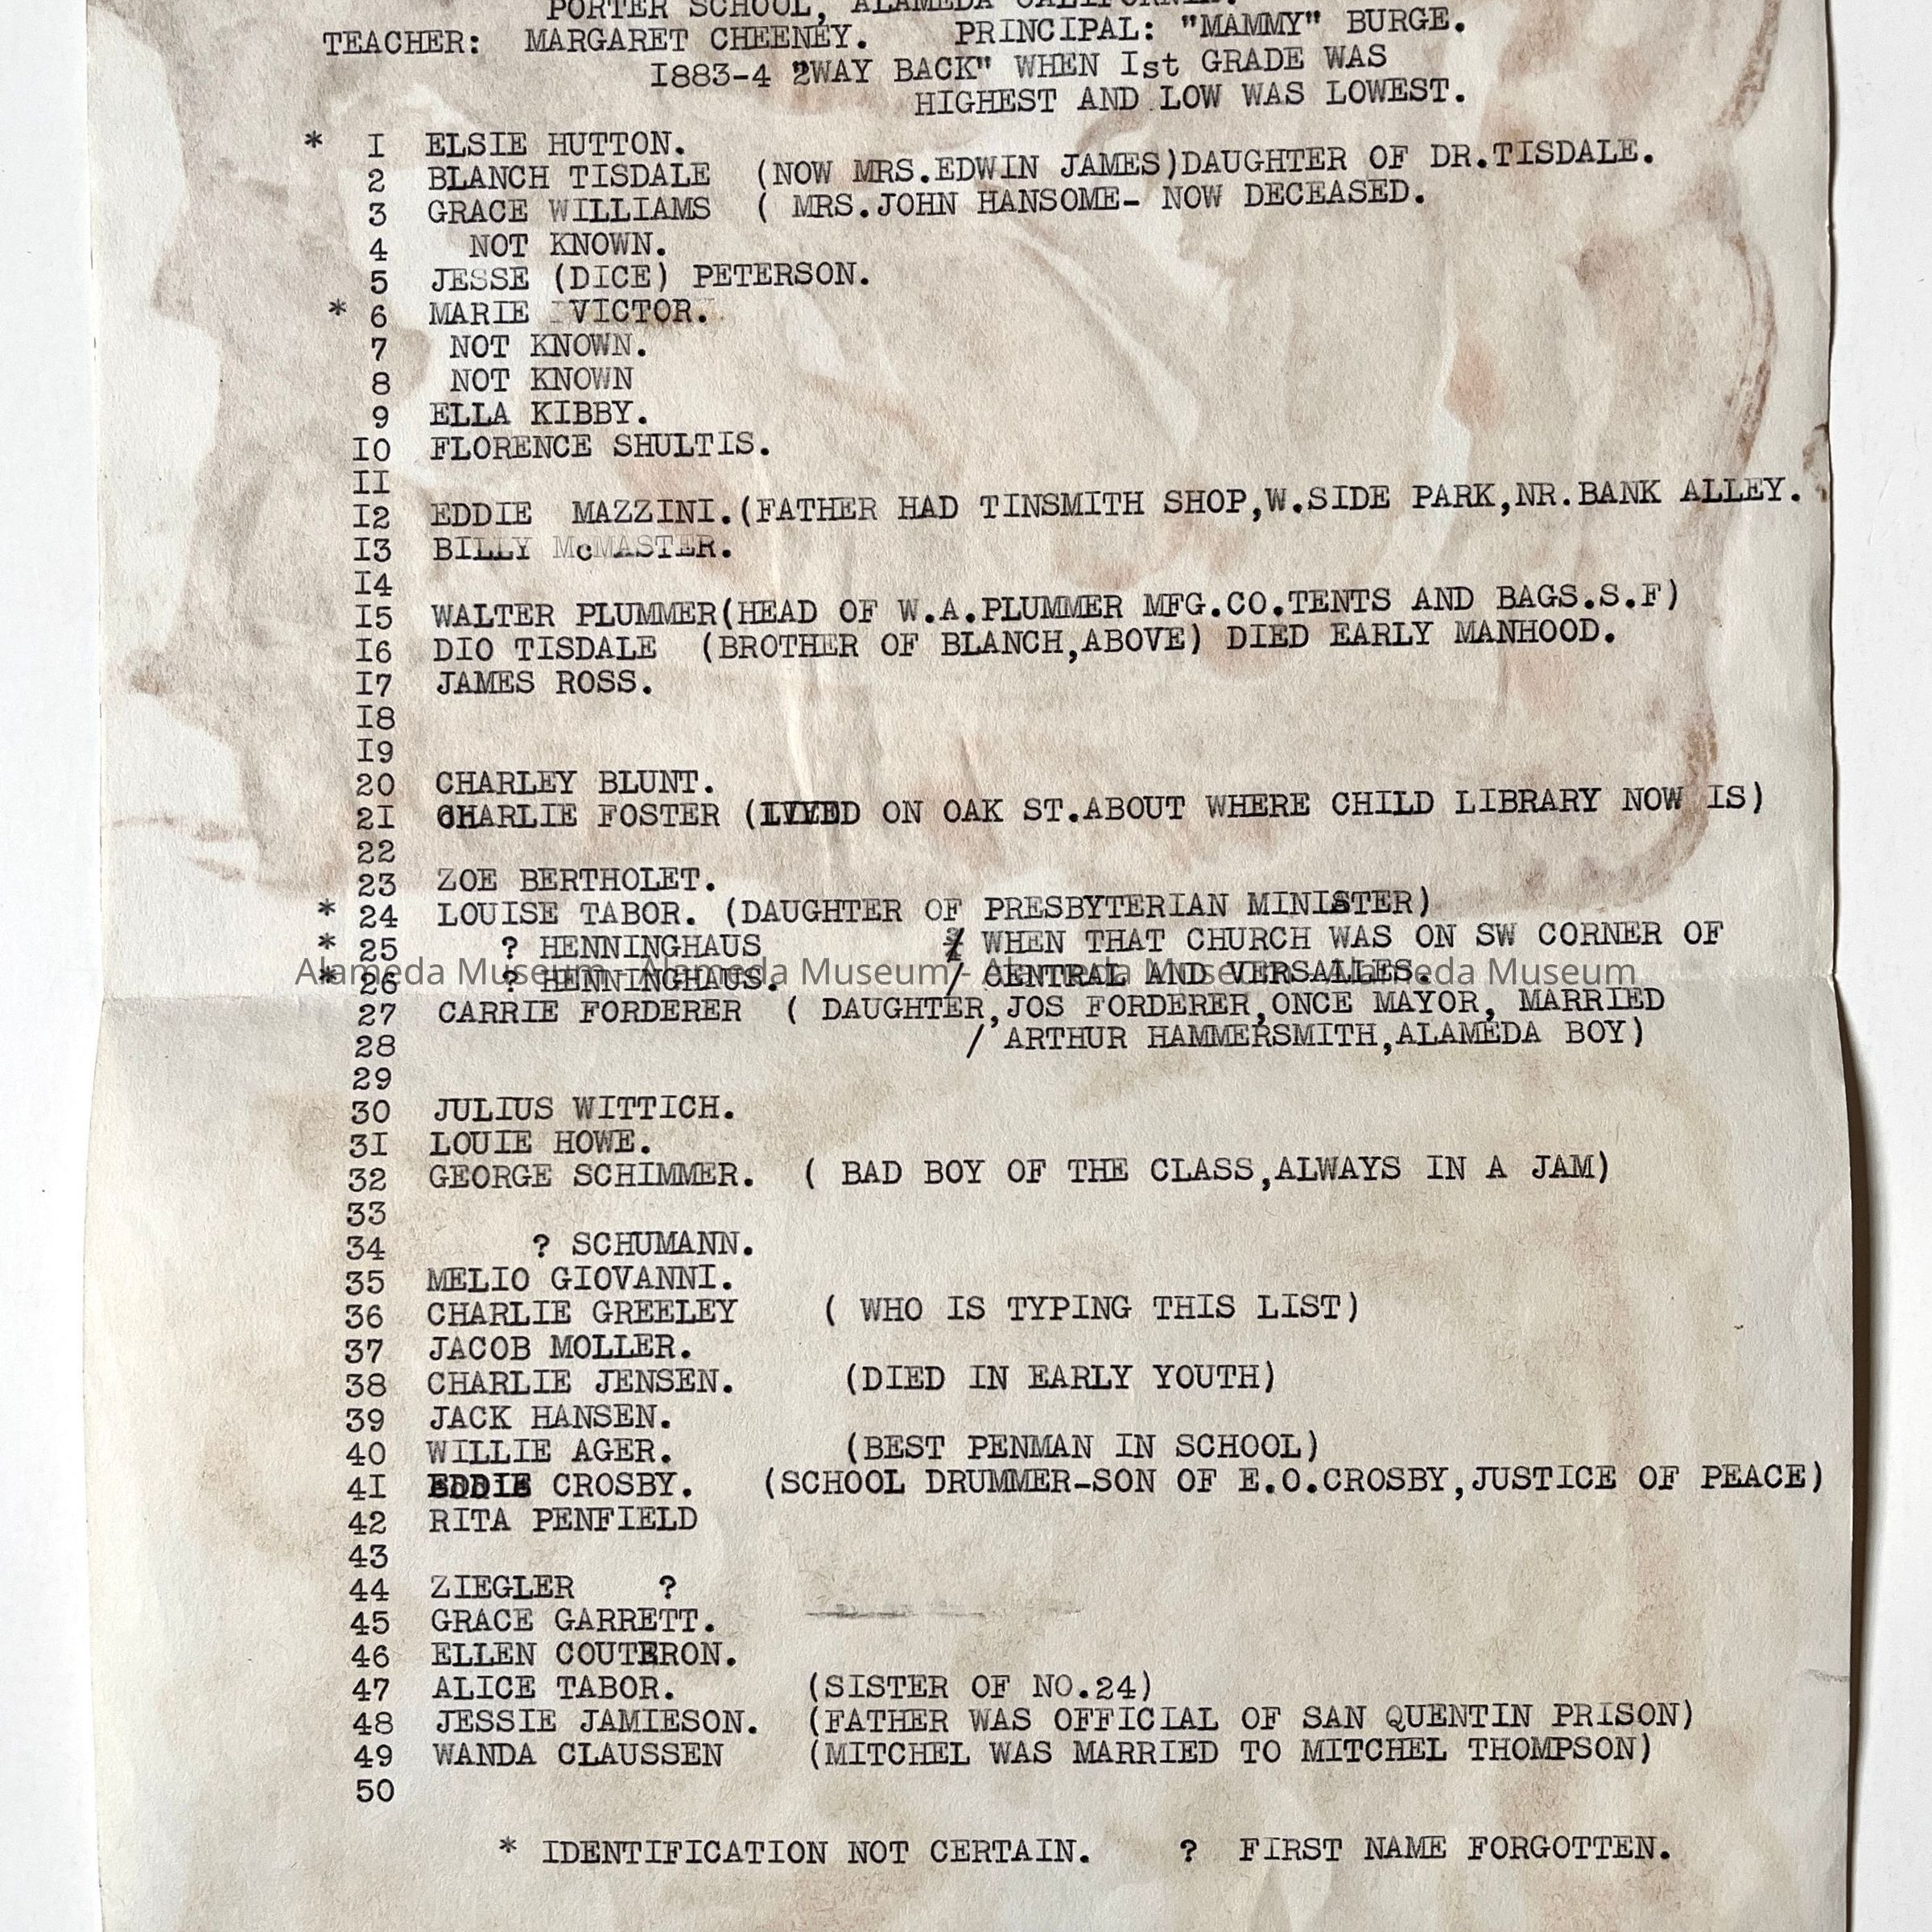 PORTER SCHOOL, ALAMEDA CALIFORNIA.
TEACHER: MARGARET CHEENEY. PRINCIPAL: "MAMMY" BURGE.
I883-4 2WAY BACK" WHEN Ist GRADE WAS
HIGHEST AND LOW WAS LOWEST.
* I ELSIE HUTTON.
2 BLANCH TISDALE (NOW MRS.EDWIN JAMES)DAUGHTER OF DR.TISDALE.
3 GRACE WILLIAMS ( MRS.JOHN HANSOME- NOW DECEASED.
4 NOT KNOWN.
5 JESSE (DICE) PETERSON.
* 6 MARIE VICTOR.
7 NOT KNOWN.
8 NOT KNOWN
9 ELLA KIBBY.
IO FLORENCE SHULTIS.
II
I2 EDDIE MAZZINI.(FATHER HAD TINSMITH SHOP,W.SIDE PARK,NR.BANK ALLEY.
I3 BILLY McMASTER.
I4
I5 WALTER PLUMMER(HEAD OF W.A.PLUMMER MFG.CO.TENTS AND BAGS.S.F)
I6 DIO TISDALE (BROTHER OF BLANCH,ABOVE) DIED EARLY MANHOOD.
I7 JAMES ROSS.
I8
I9
20 CHARLEY BLUNT.
2I CHARLIE FOSTER (LIVED ON OAK ST.ABOUT WHERE CHILD LIBRARY NOW IS)
22
23 ZOE BERTHOLET.
* 24 LOUISE TABOR. (DAUGHTER OF PRESBYTERIAN MINISTER)
* 25 ? HENNINGHAUS / WHEN THAT CHURCH WAS ON SW CORNER OF
* 26 ? HENNINGHAUS. / CENTRAL AND VERSALLES.
Alameda Museum - Alameda Museum - Alameda Museum - Alameda Museum
27 CARRIE FORDERER ( DAUGHTER,JOS FORDERER,ONCE MAYOR, MARRIED
28 / ARTHUR HAMMERSMITH,ALAMEDA BOY)
29
30 JULIUS WITTICH.
3I LOUIE HOWE.
32 GEORGE SCHIMMER. ( BAD BOY OF THE CLASS,ALWAYS IN A JAM)
33
34 ? SCHUMANN.
35 MELIO GIOVANNI.
36 CHARLIE GREELEY ( WHO IS TYPING THIS LIST)
37 JACOB MOLLER.
38 CHARLIE JENSEN. (DIED IN EARLY YOUTH)
39 JACK HANSEN.
40 WILLIE AGER. (BEST PENMAN IN SCHOOL)
4I EDDIE CROSBY. (SCHOOL DRUMMER-SON OF E.O.CROSBY,JUSTICE OF PEACE)
42 RITA PENFIELD
43
44 ZIEGLER ?
45 GRACE GARRETT.
46 ELLEN COUTERON.
47 ALICE TABOR. (SISTER OF NO.24)
48 JESSIE JAMIESON. (FATHER WAS OFFICIAL OF SAN QUENTIN PRISON)
49 WANDA CLAUSSEN (MITCHEL WAS MARRIED TO MITCHEL THOMPSON)
50
* IDENTIFICATION NOT CERTAIN. ? FIRST NAME FORGOTTEN.